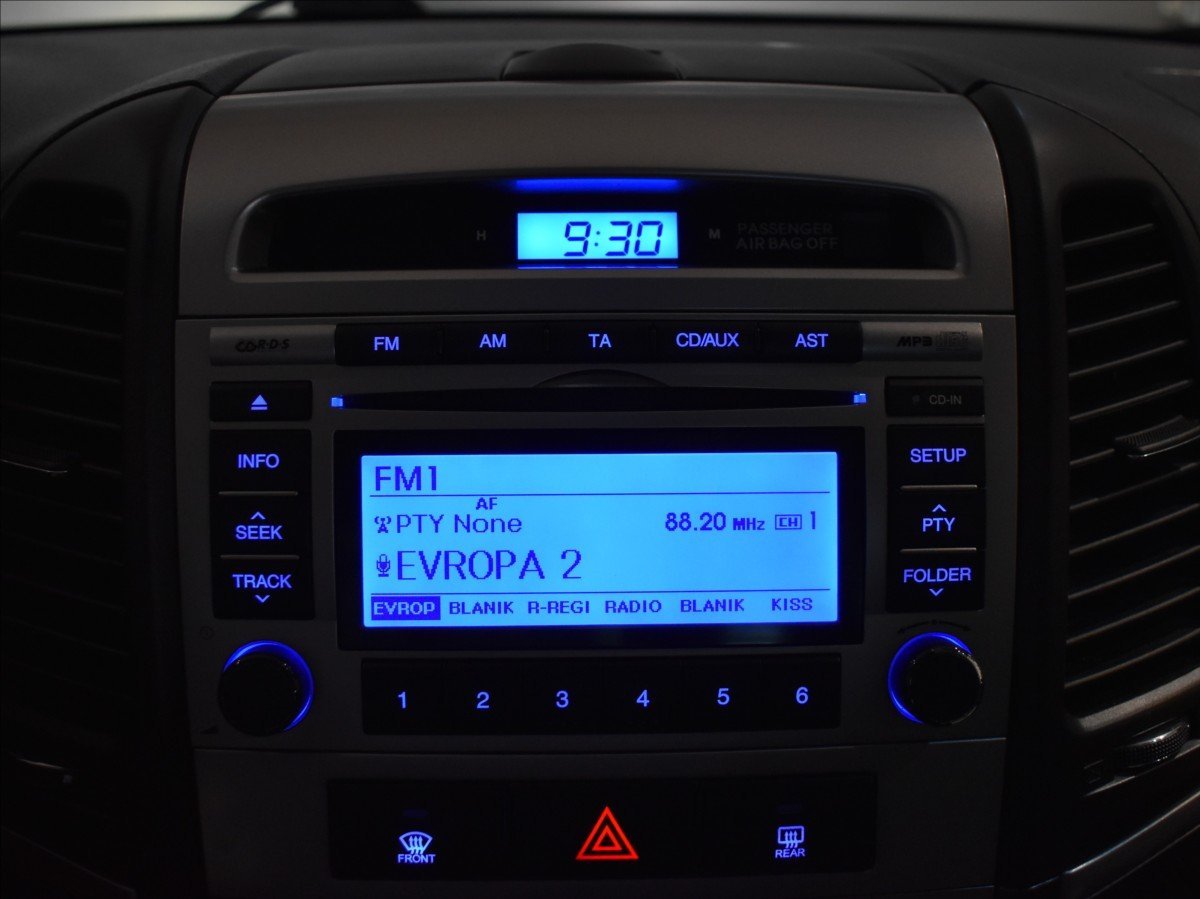 H 9:30 M PASSENGER
AIR BAG OFF
R·D·S FM AM TA CD/AUX AST MP3
CD-IN
INFO
SEEK
TRACK
FM1
AF
PTY None 88.20 MHz CH 1
EVROPA 2
EVROP BLANIK R-REGI RADIO BLANIK KISS
SETUP
PTY
FOLDER
1 2 3 4 5 6
FRONT REAR